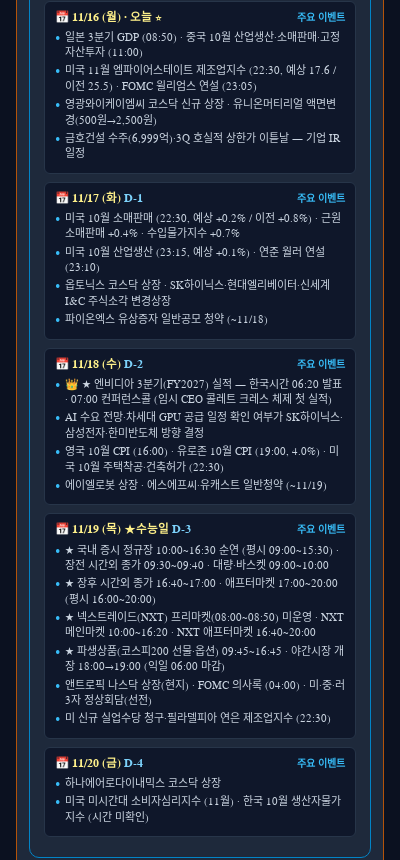 📅 11/16 (월) · 오늘 ⭐ 주요 이벤트
• 일본 3분기 GDP (08:50) · 중국 10월 산업생산·소매판매·고정
자산투자 (11:00)
• 미국 11월 엠파이어스테이트 제조업지수 (22:30, 예상 17.6 /
이전 25.5) · FOMC 윌리엄스 연설 (23:05)
• 영광와이케이엠씨 코스닥 신규 상장 · 유니온머티리얼 액면변
경(500원→2,500원)
• 금호건설 수주(6,999억)·3Q 호실적 상한가 이튿날 — 기업 IR
일정
📅 11/17 (화) D-1 주요 이벤트
• 미국 10월 소매판매 (22:30, 예상 +0.2% / 이전 +0.8%) · 근원
소매판매 +0.4% · 수입물가지수 +0.7%
• 미국 10월 산업생산 (23:15, 예상 +0.1%) · 연준 월러 연설
(23:10)
• 옵토닉스 코스닥 상장 · SK하이닉스·현대엘리베이터·신세계
I&C 주식소각 변경상장
• 파이온엑스 유상증자 일반공모 청약 (~11/18)
📅 11/18 (수) D-2 주요 이벤트
• 👑 ★ 엔비디아 3분기(FY2027) 실적 — 한국시간 06:20 발표
· 07:00 컨퍼런스콜 (임시 CEO 콜레트 크레스 체제 첫 실적)
• AI 수요 전망·차세대 GPU 공급 일정 확인 여부가 SK하이닉스·
삼성전자·한미반도체 방향 결정
• 영국 10월 CPI (16:00) · 유로존 10월 CPI (19:00, 4.0%) · 미
국 10월 주택착공·건축허가 (22:30)
• 에이엘로봇 상장 · 에스에프씨·유캐스트 일반청약 (~11/19)
📅 11/19 (목) ★수능일 D-3 주요 이벤트
• ★ 국내 증시 정규장 10:00~16:30 순연 (평시 09:00~15:30) ·
장전 시간외 종가 09:30~09:40 · 대량·바스켓 09:00~10:00
• ★ 장후 시간외 종가 16:40~17:00 · 애프터마켓 17:00~20:00
(평시 16:00~20:00)
• ★ 넥스트레이드(NXT) 프리마켓(08:00~08:50) 미운영 · NXT
메인마켓 10:00~16:20 · NXT 애프터마켓 16:40~20:00
• ★ 파생상품(코스피200 선물·옵션) 09:45~16:45 · 야간시장 개
장 18:00→19:00 (익일 06:00 마감)
• 앤트로픽 나스닥 상장(현지) · FOMC 의사록 (04:00) · 미·중·러
3자 정상회담(선전)
• 미 신규 실업수당 청구·필라델피아 연은 제조업지수 (22:30)
📅 11/20 (금) D-4 주요 이벤트
• 하나에어로다이내믹스 코스닥 상장
• 미국 미시간대 소비자심리지수 (11월) · 한국 10월 생산자물가
지수 (시간 미확인)